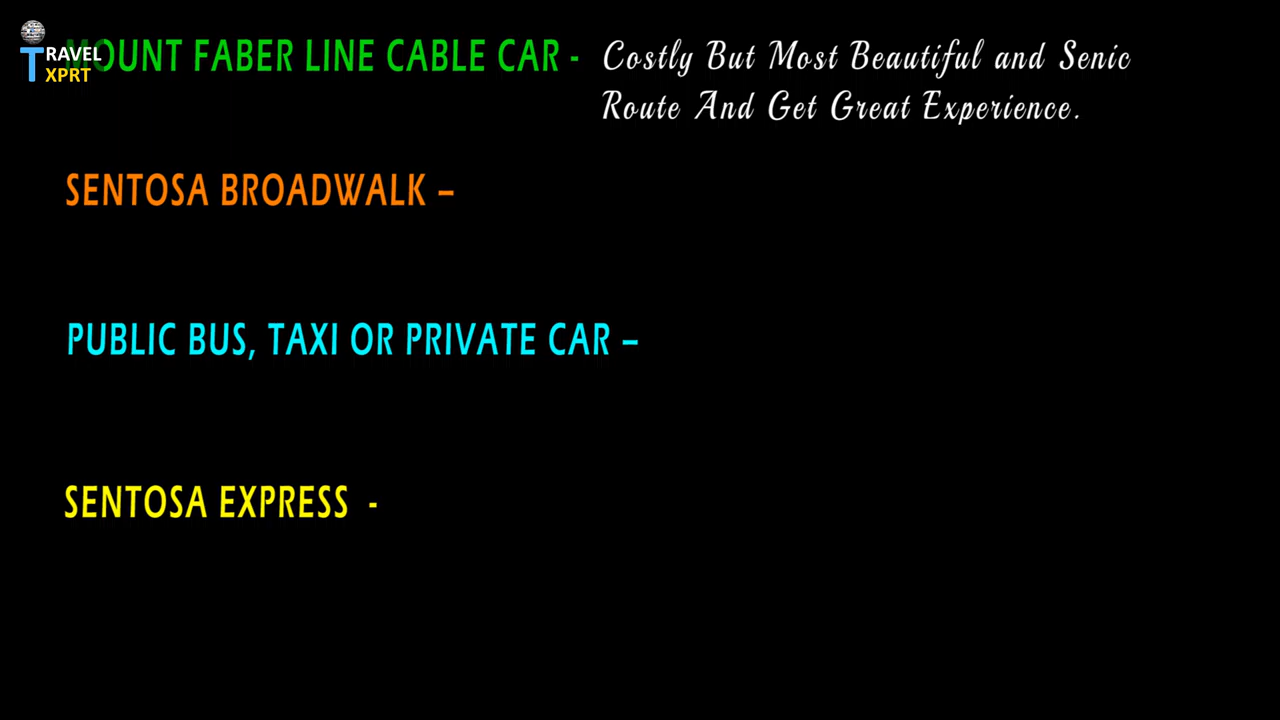 TRAVEL
XPRT
MOUNT FABER LINE CABLE CAR - Costly But Most Beautiful and Senic
Route And Get Great Experience.
SENTOSA BROADWALK –
PUBLIC BUS, TAXI OR PRIVATE CAR –
SENTOSA EXPRESS -